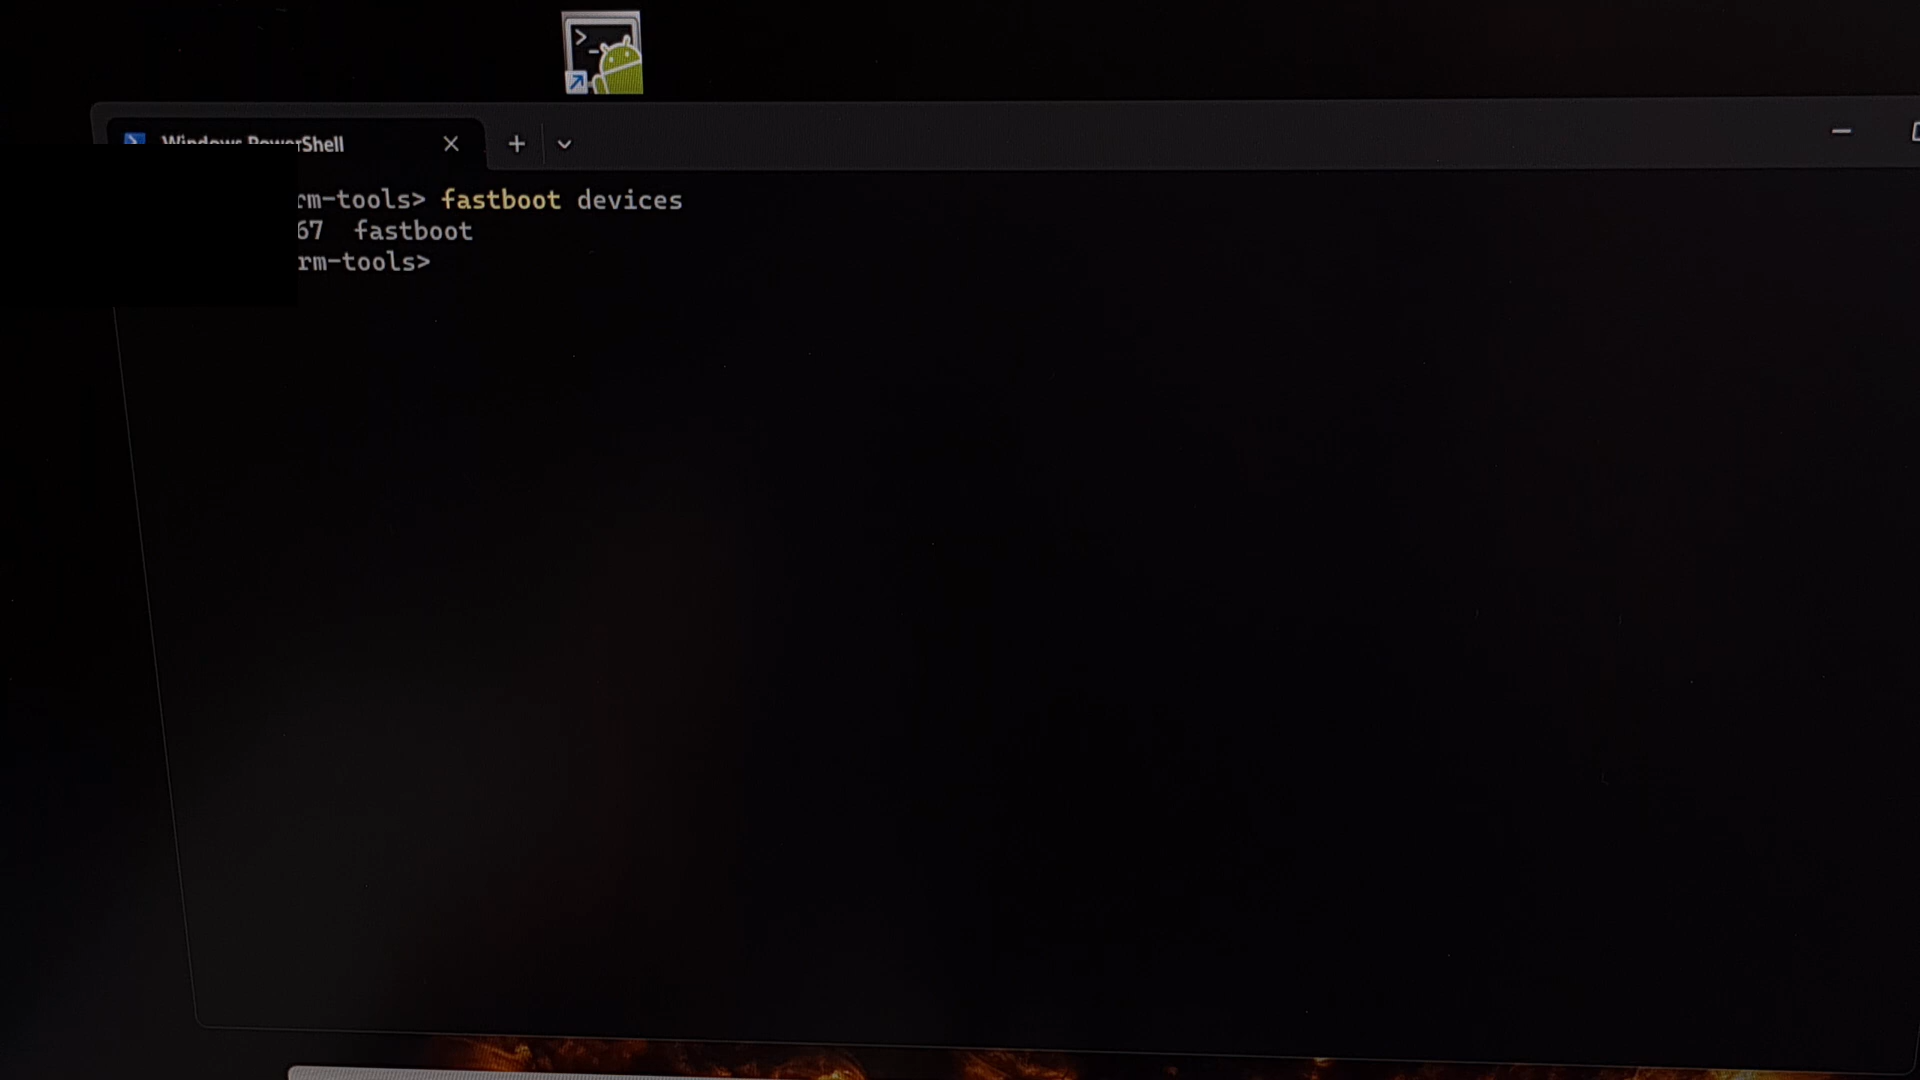 >_
Windows PowerShell
rm-tools> fastboot devices
67 fastboot
rm-tools>